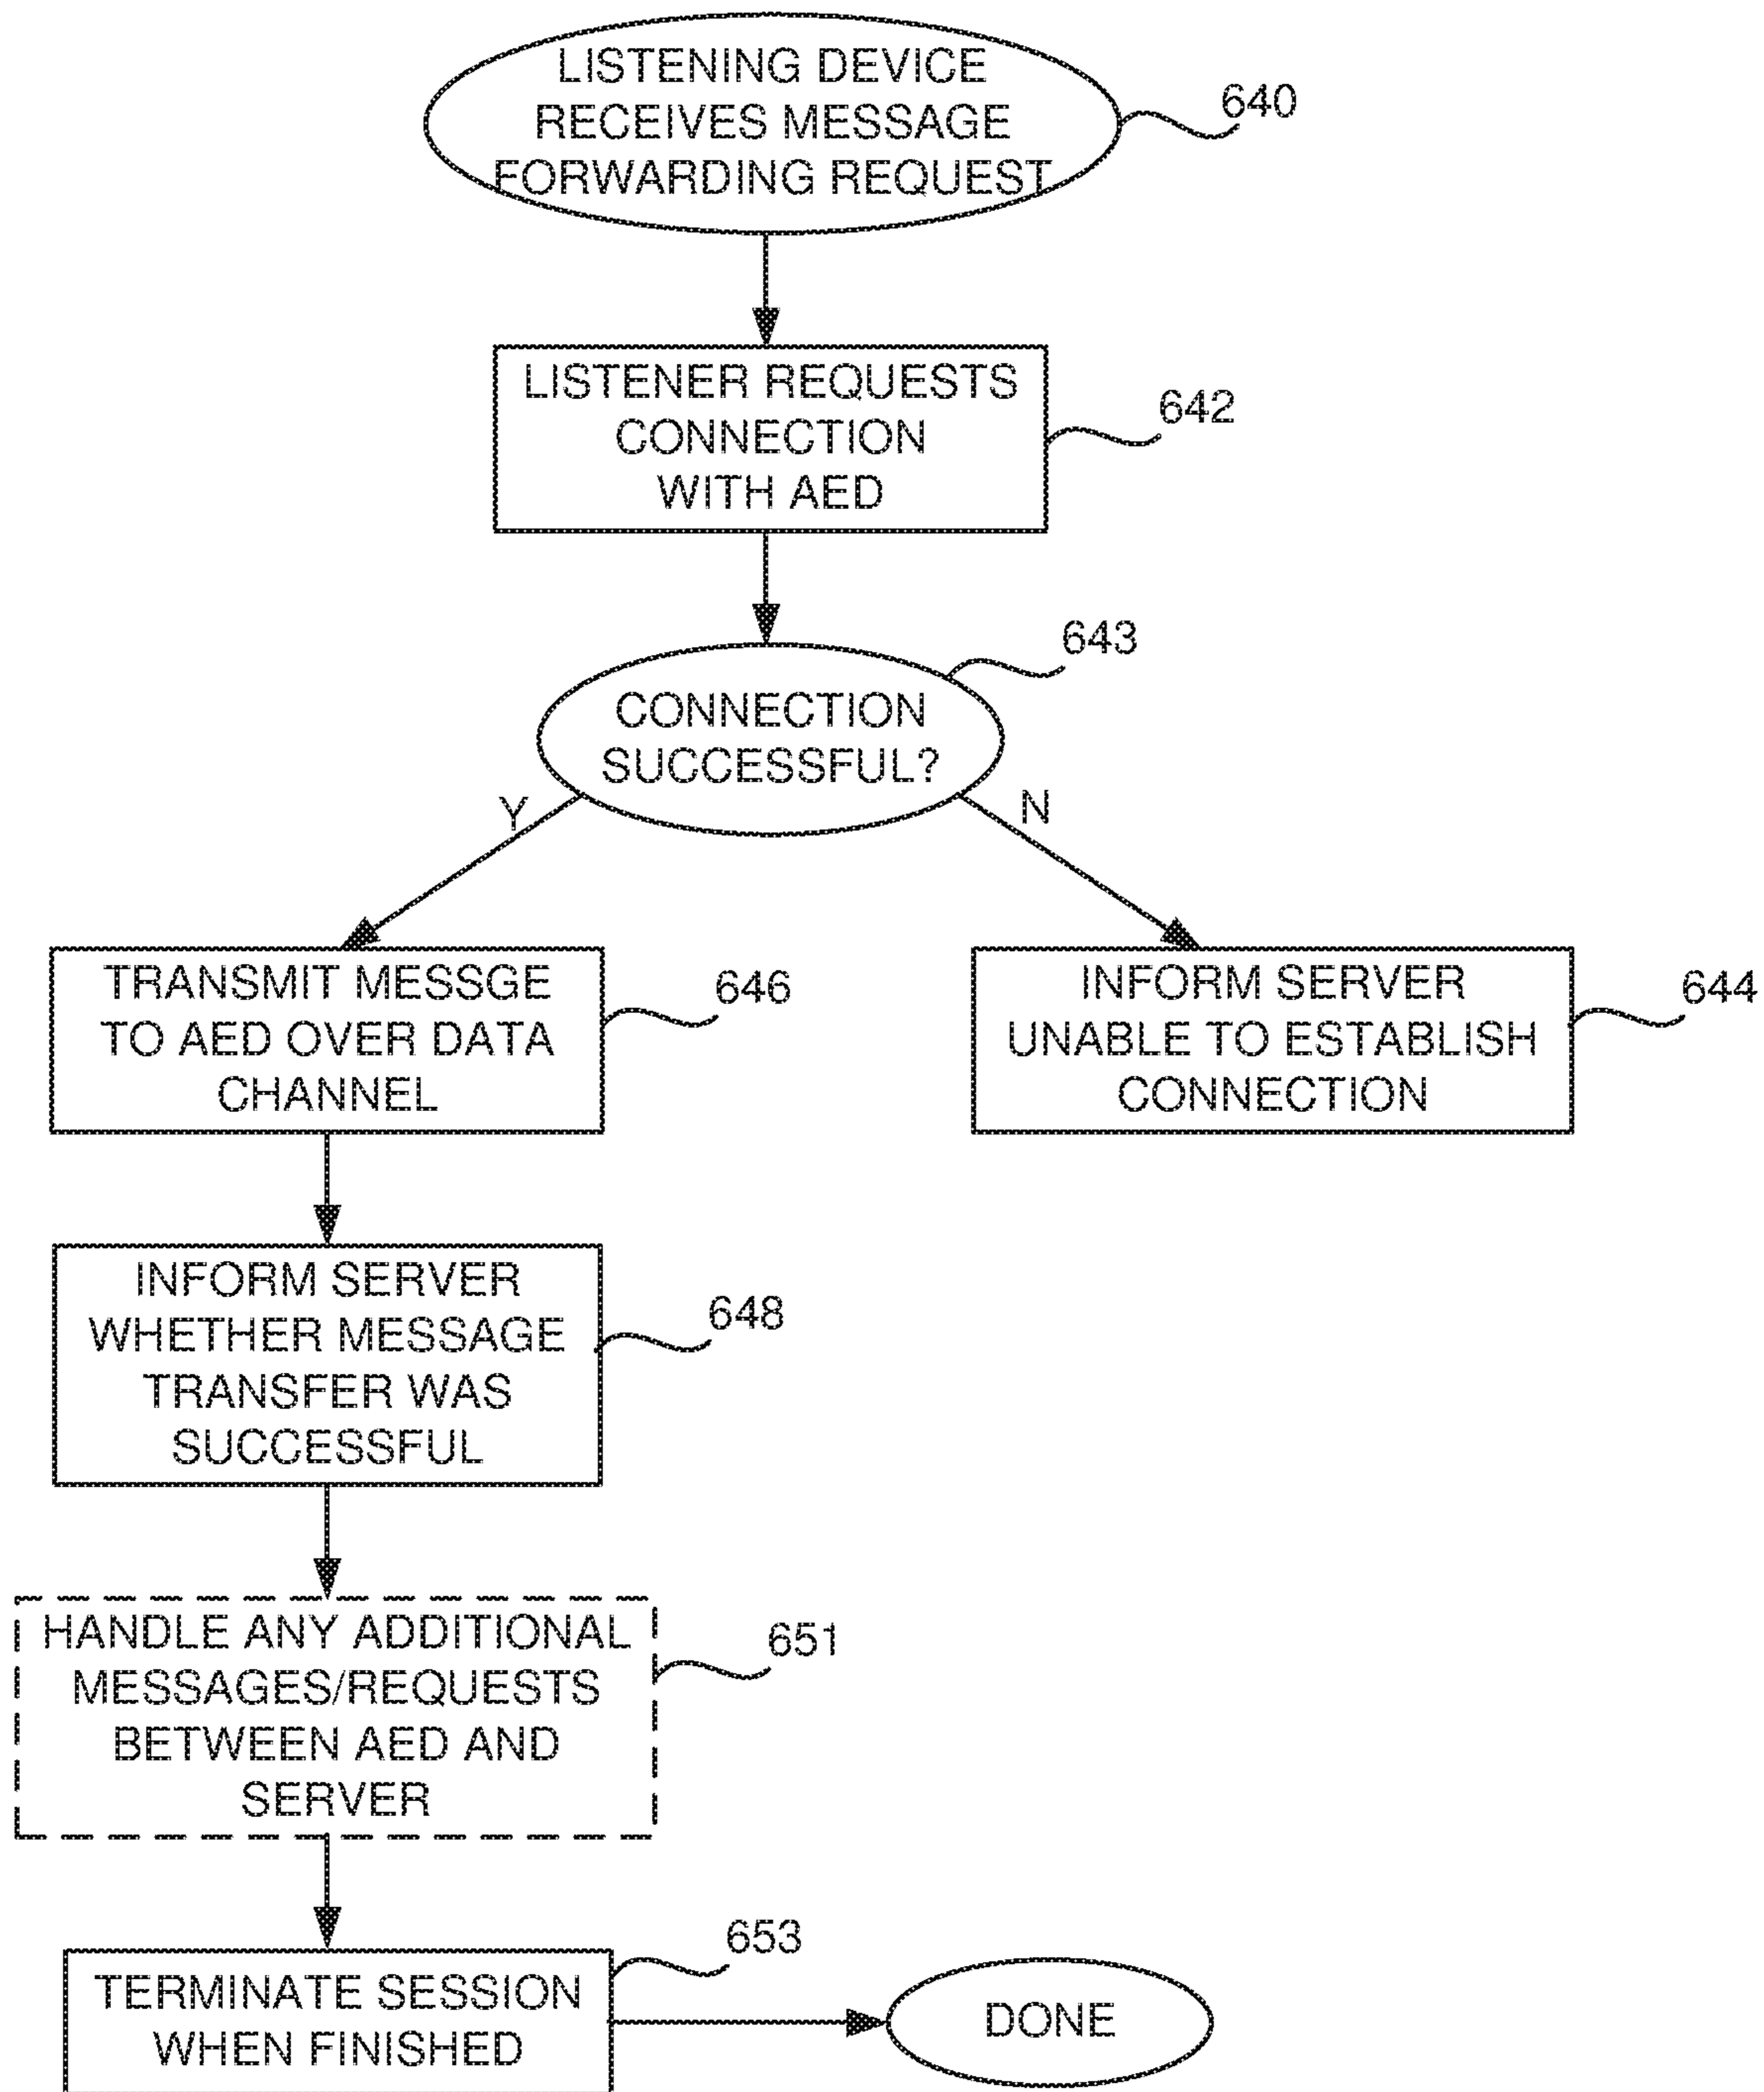 LISTENING DEVICE
RECEIVES MESSAGE
FORWARDING REQUEST
640
LISTENER REQUESTS
CONNECTION
WITH AED
642
643
CONNECTION
SUCCESSFUL?
Y
N
TRANSMIT MESSGE
TO AED OVER DATA
CHANNEL
646
INFORM SERVER
UNABLE TO ESTABLISH
CONNECTION
644
INFORM SERVER
WHETHER MESSAGE
TRANSFER WAS
SUCCESSFUL
648
HANDLE ANY ADDITIONAL
MESSAGES/REQUESTS
BETWEEN AED AND
SERVER
651
TERMINATE SESSION
WHEN FINISHED
653
DONE